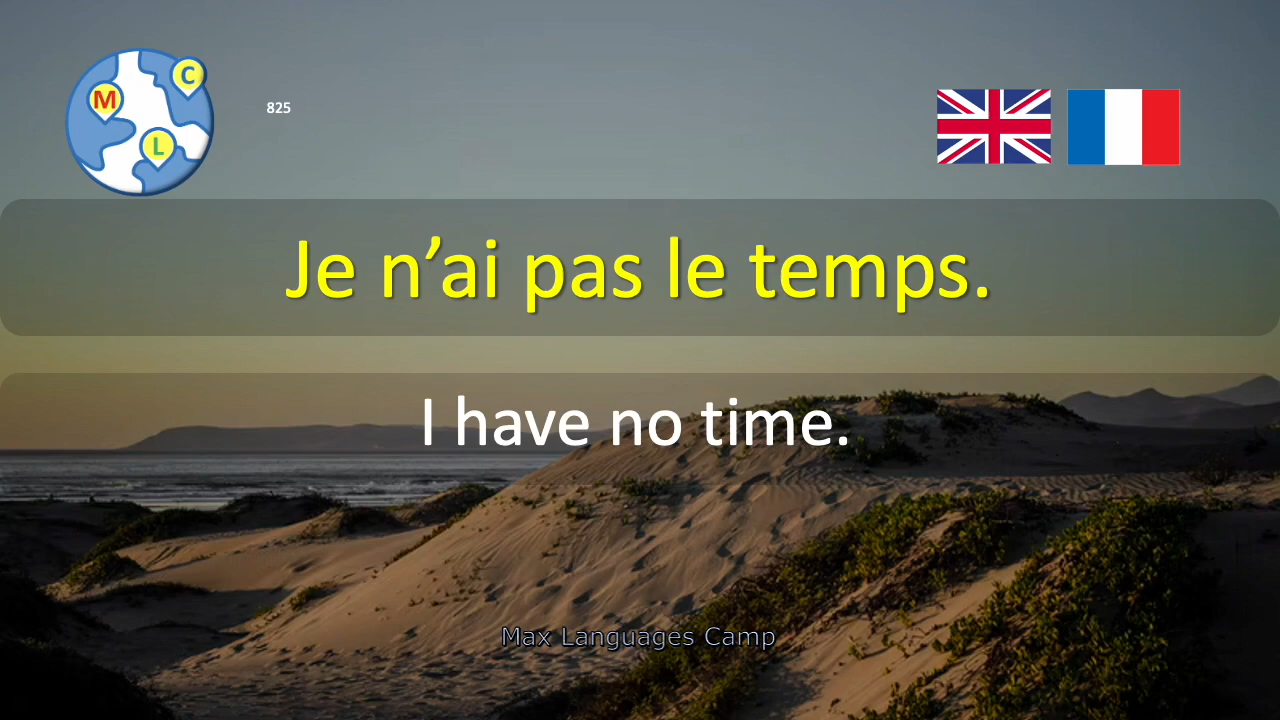 M
C
L
825
Je n’ai pas le temps.
I have no time.
Max Languages Camp